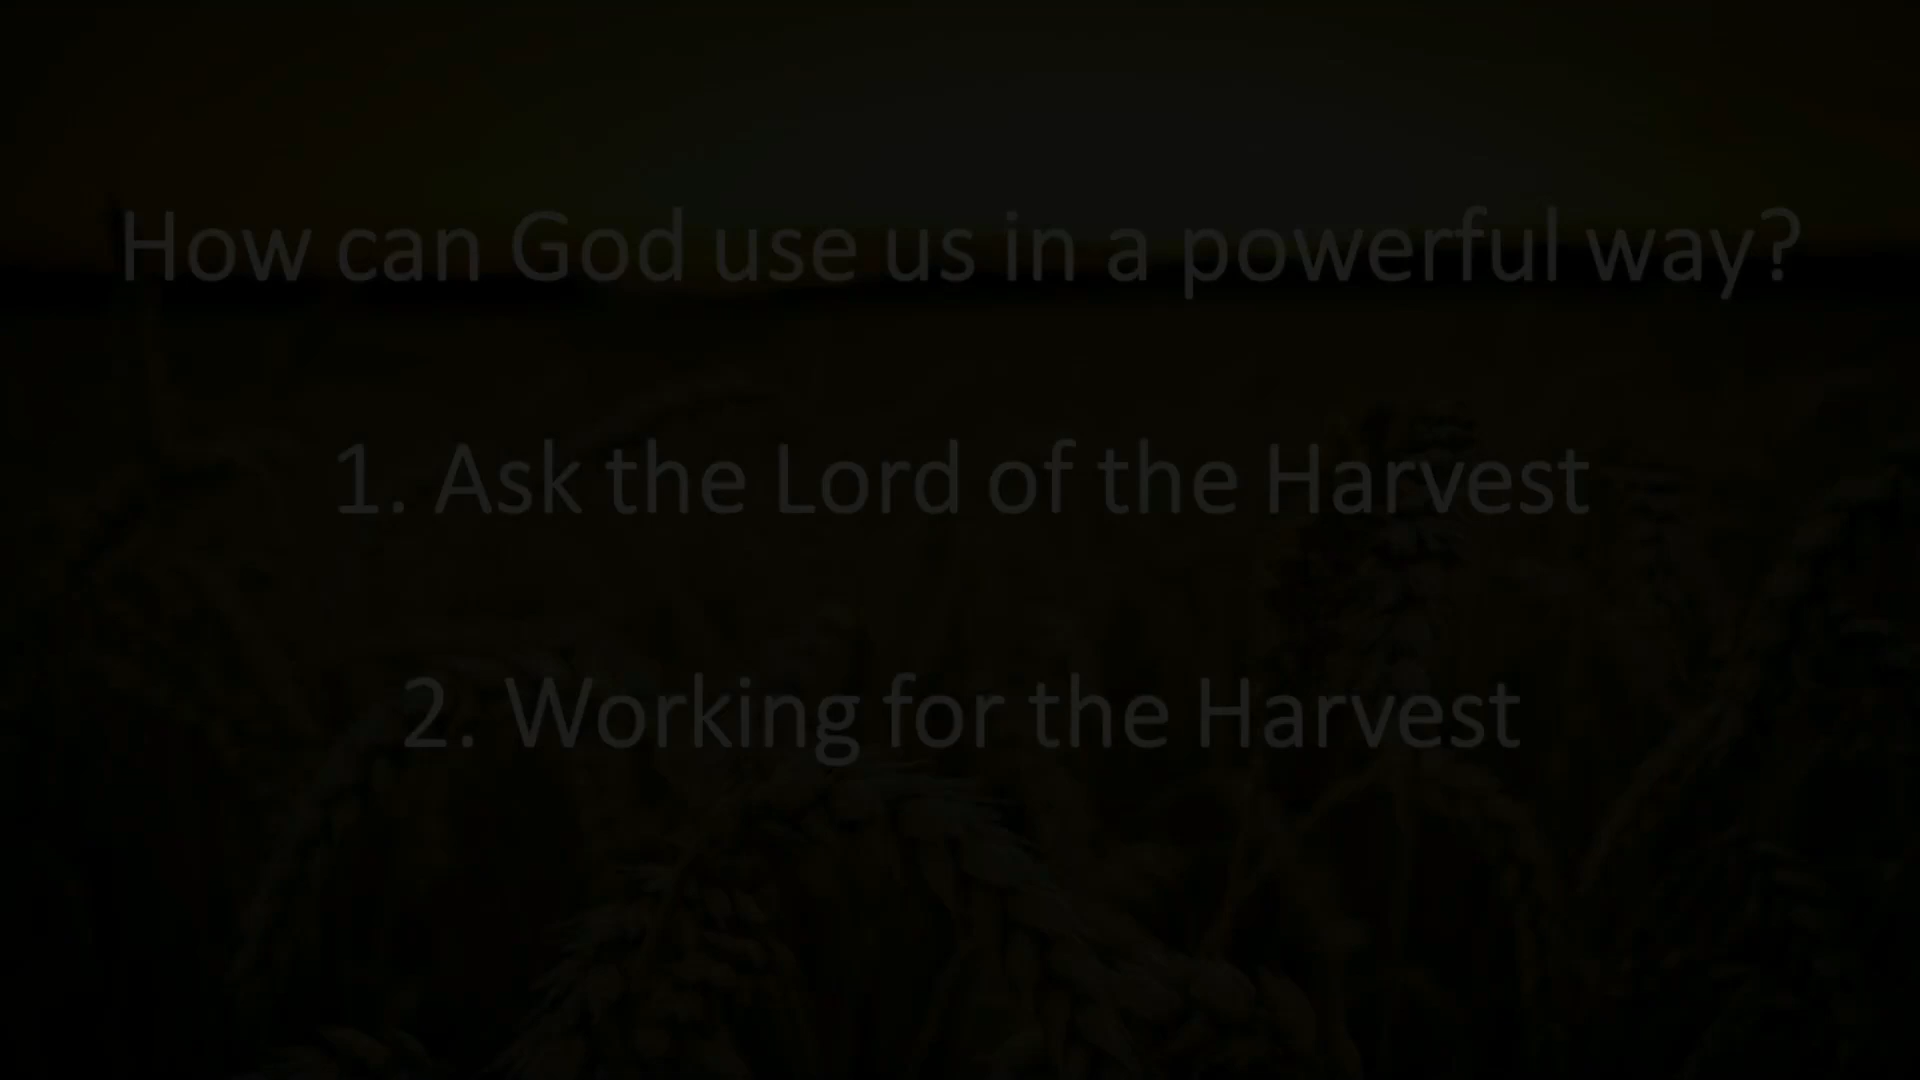 How can God use us in a powerful way?
1. Ask the Lord of the Harvest
2. Working for the Harvest